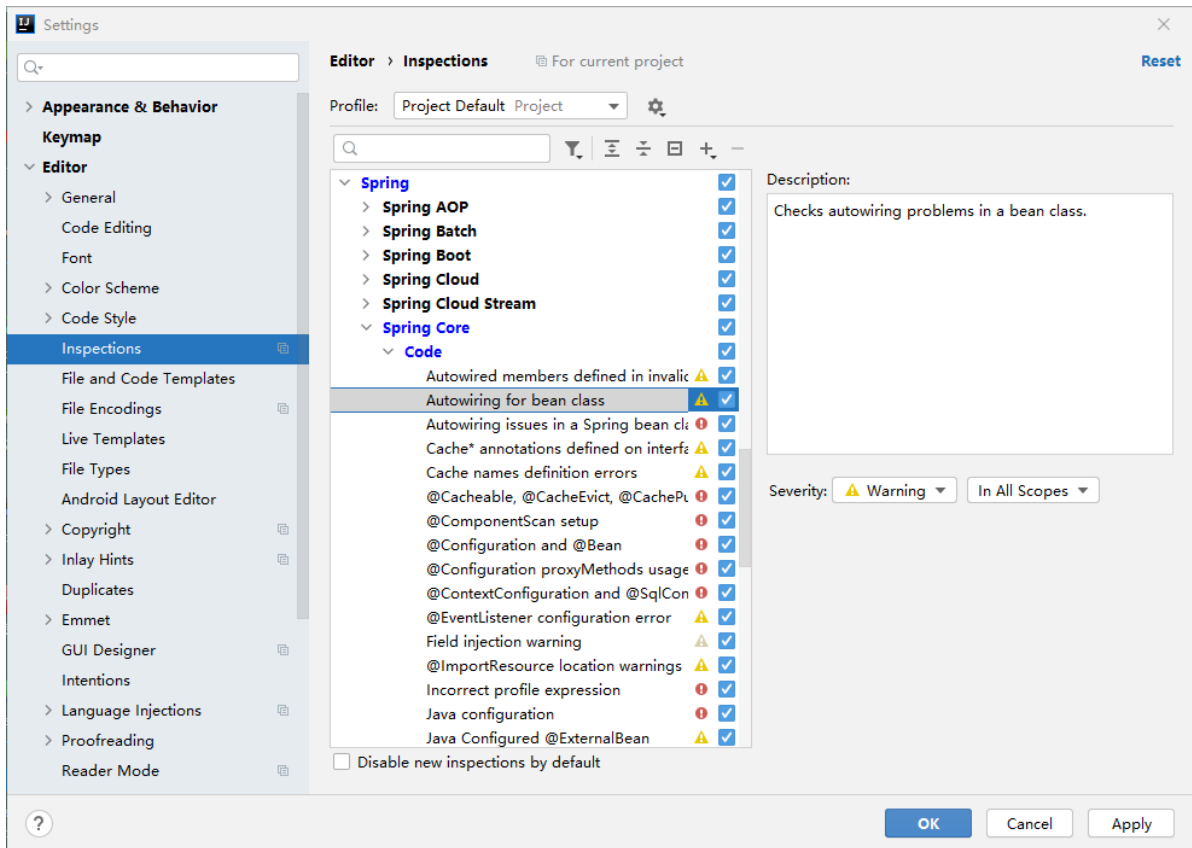 Settings
Editor › Inspections
For current project
Reset
Appearance & Behavior
Keymap
Editor
General
Code Editing
Font
Color Scheme
Code Style
Inspections
File and Code Templates
File Encodings
Live Templates
File Types
Android Layout Editor
Copyright
Inlay Hints
Duplicates
Emmet
GUI Designer
Intentions
Language Injections
Proofreading
Reader Mode
Profile: Project Default Project
Spring
Spring AOP
Spring Batch
Spring Boot
Spring Cloud
Spring Cloud Stream
Spring Core
Code
Autowired members defined in invalid
Autowiring for bean class
Autowiring issues in a Spring bean cla
Cache* annotations defined on interfa
Cache names definition errors
@Cacheable, @CacheEvict, @CachePu
@ComponentScan setup
@Configuration and @Bean
@Configuration proxyMethods usage
@ContextConfiguration and @SqlCon
@EventListener configuration error
Field injection warning
@ImportResource location warnings
Incorrect profile expression
Java configuration
Java Configured @ExternalBean
Disable new inspections by default
Description:
Checks autowiring problems in a bean class.
Severity: Warning In All Scopes
?
OK
Cancel
Apply